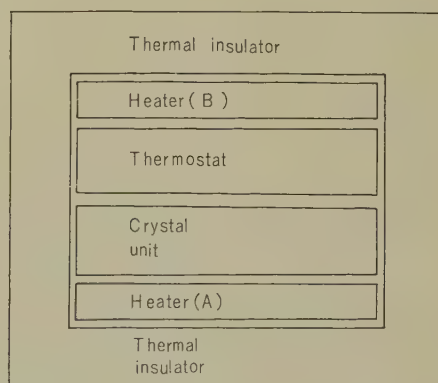 Thermal insulator
Heater (B)
Thermostat
Crystal
unit
Heater (A)
Thermal
insulator